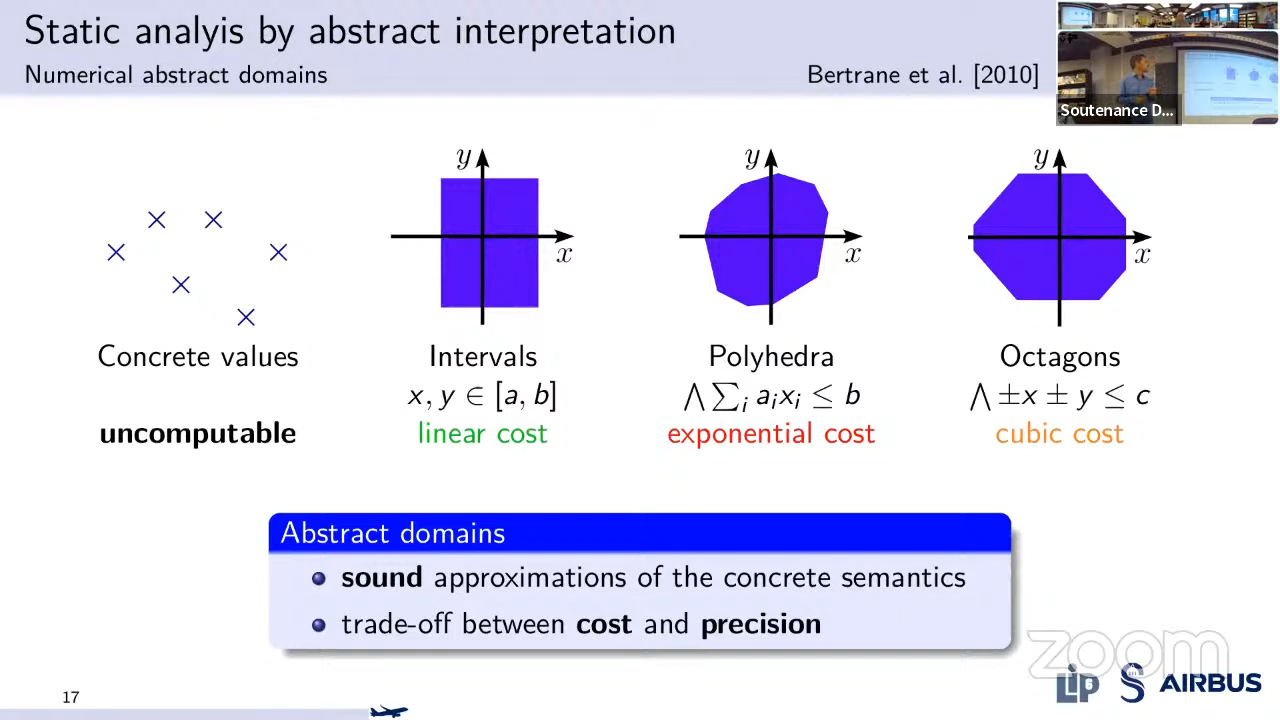 Static analyis by abstract interpretation
Numerical abstract domains
Bertrane et al. [2010]
Soutenance D...
y
x
y
x
y
x
Concrete values
Intervals
Polyhedra
Octagons
x, y ∈ [a, b]
⋀ ∑ᵢ aᵢxᵢ ≤ b
⋀ ±x ± y ≤ c
uncomputable
linear cost
exponential cost
cubic cost
Abstract domains
sound approximations of the concrete semantics
trade-off between cost and precision
zoom
LIP6
S
AIRBUS
17